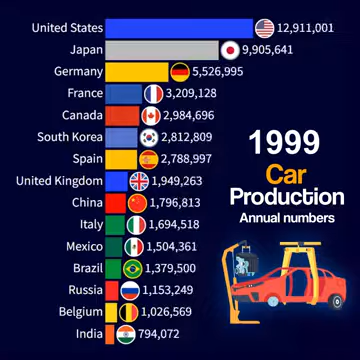 United States 12,911,001
Japan 9,905,641
Germany 5,526,995
France 3,209,128
Canada 2,984,696
South Korea 2,812,809
Spain 2,788,997
United Kingdom 1,949,263
China 1,796,813
Italy 1,694,518
Mexico 1,504,361
Brazil 1,379,500
Russia 1,153,249
Belgium 1,026,569
India 794,072
1999
Car
Production
Annual numbers